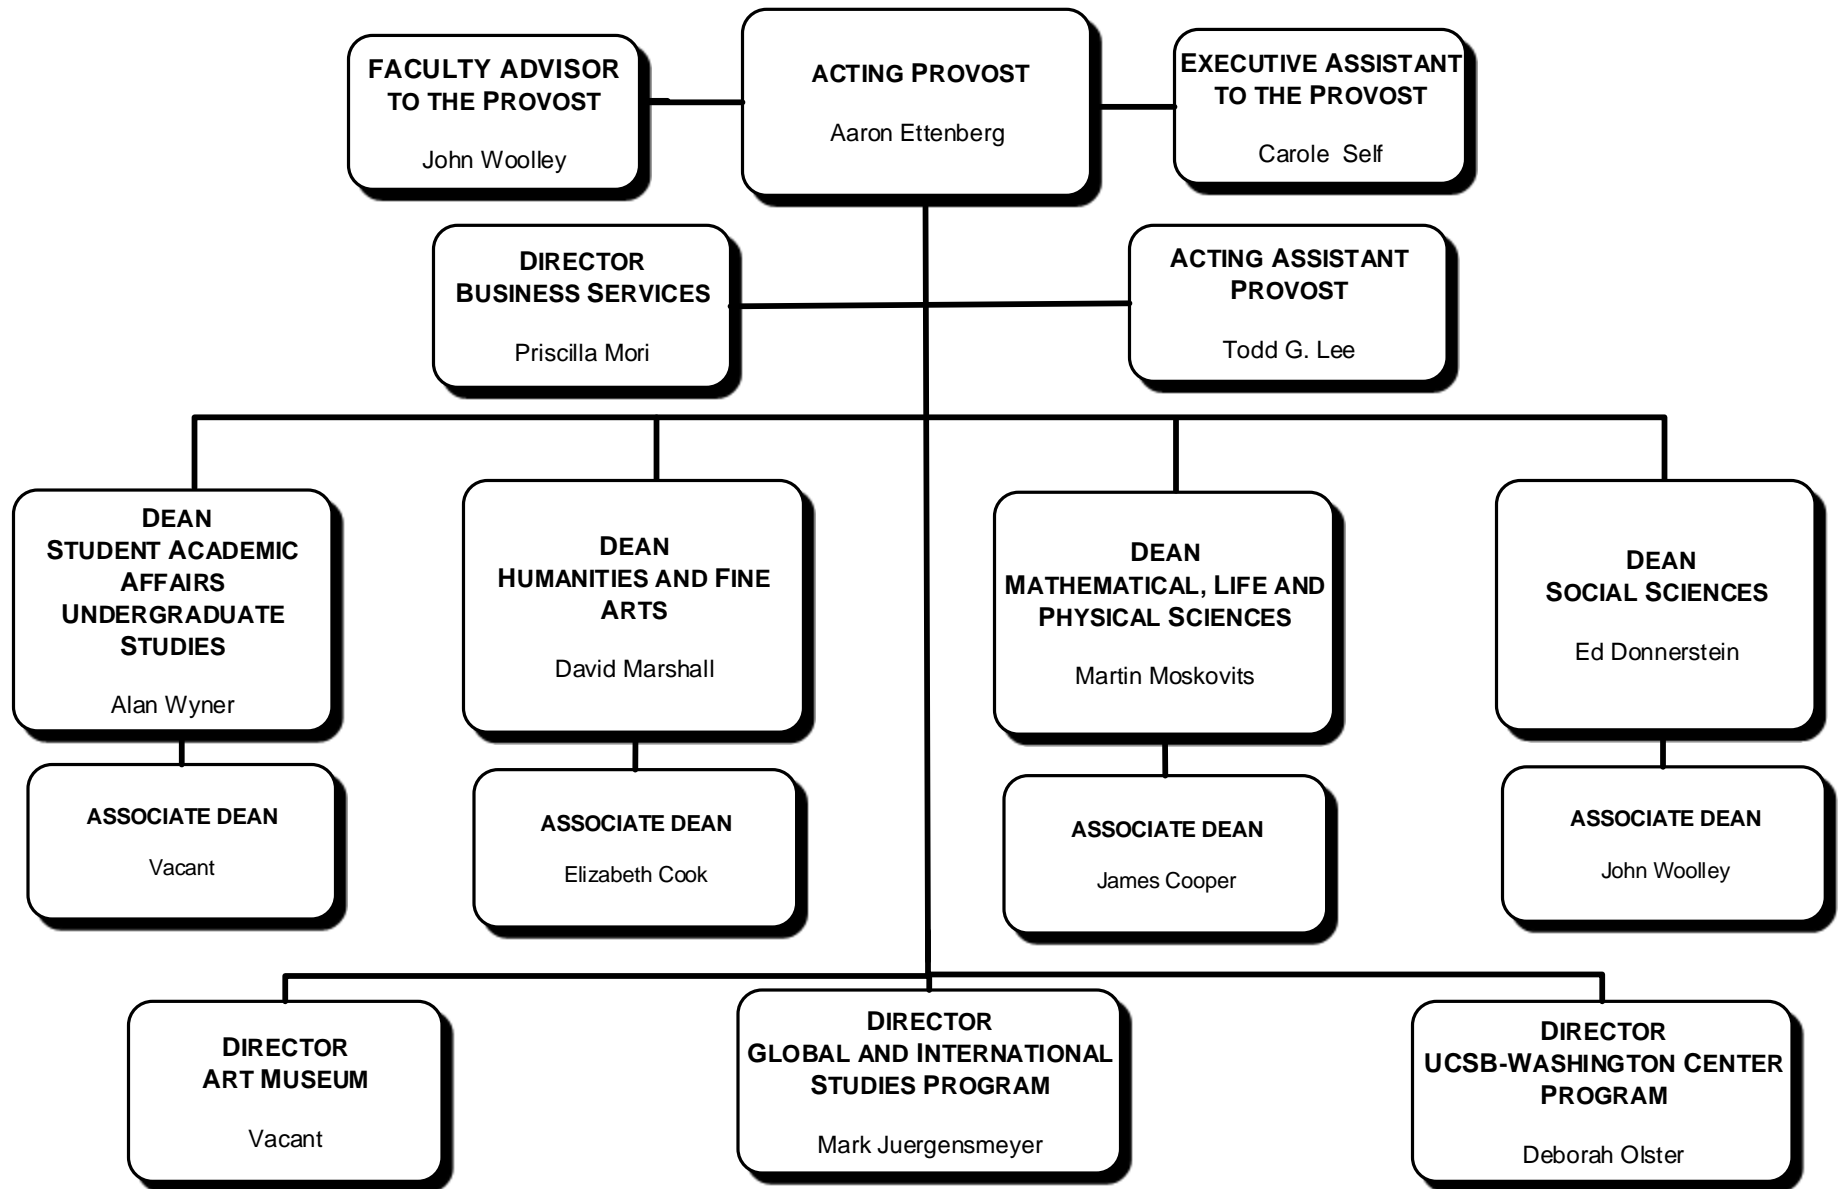 FACULTY ADVISOR
TO THE PROVOST
John Woolley
ACTING PROVOST
Aaron Ettenberg
EXECUTIVE ASSISTANT
TO THE PROVOST
Carole Self
DIRECTOR
BUSINESS SERVICES
Priscilla Mori
ACTING ASSISTANT
PROVOST
Todd G. Lee
DEAN
STUDENT ACADEMIC
AFFAIRS
UNDERGRADUATE
STUDIES
Alan Wyner
DEAN
HUMANITIES AND FINE
ARTS
David Marshall
DEAN
MATHEMATICAL, LIFE AND
PHYSICAL SCIENCES
Martin Moskovits
DEAN
SOCIAL SCIENCES
Ed Donnerstein
ASSOCIATE DEAN
Vacant
ASSOCIATE DEAN
Elizabeth Cook
ASSOCIATE DEAN
James Cooper
ASSOCIATE DEAN
John Woolley
DIRECTOR
ART MUSEUM
Vacant
DIRECTOR
GLOBAL AND INTERNATIONAL
STUDIES PROGRAM
Mark Juergensmeyer
DIRECTOR
UCSB-WASHINGTON CENTER
PROGRAM
Deborah Olster